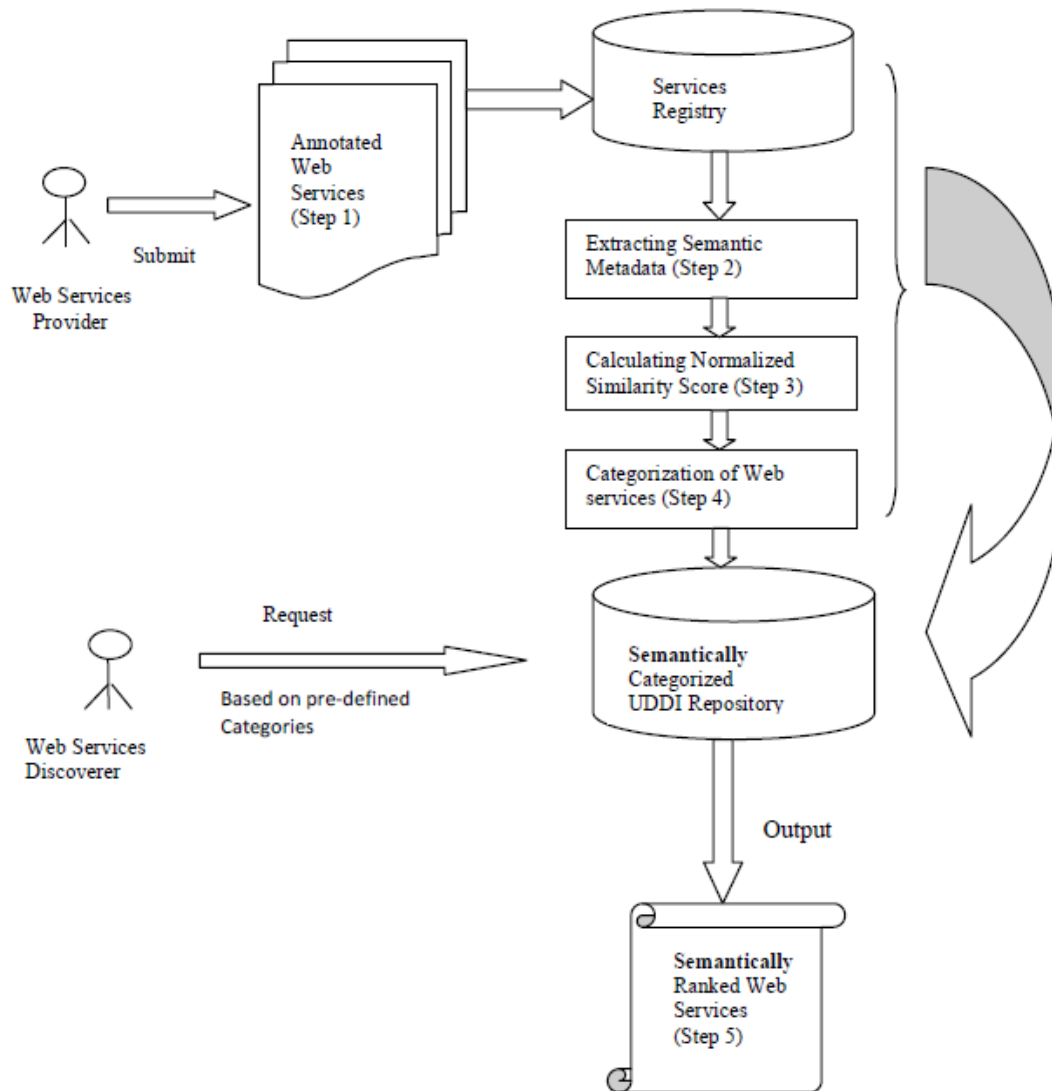 Services
Registry
Annotated
Web
Services
(Step 1)
Submit
Web Services
Provider
Extracting Semantic
Metadata (Step 2)
Calculating Normalized
Similarity Score (Step 3)
Categorization of Web
services (Step 4)
Request
Based on pre-defined
Categories
Web Services
Discoverer
Semantically
Categorized
UDDI Repository
Output
Semantically
Ranked Web
Services
(Step 5)